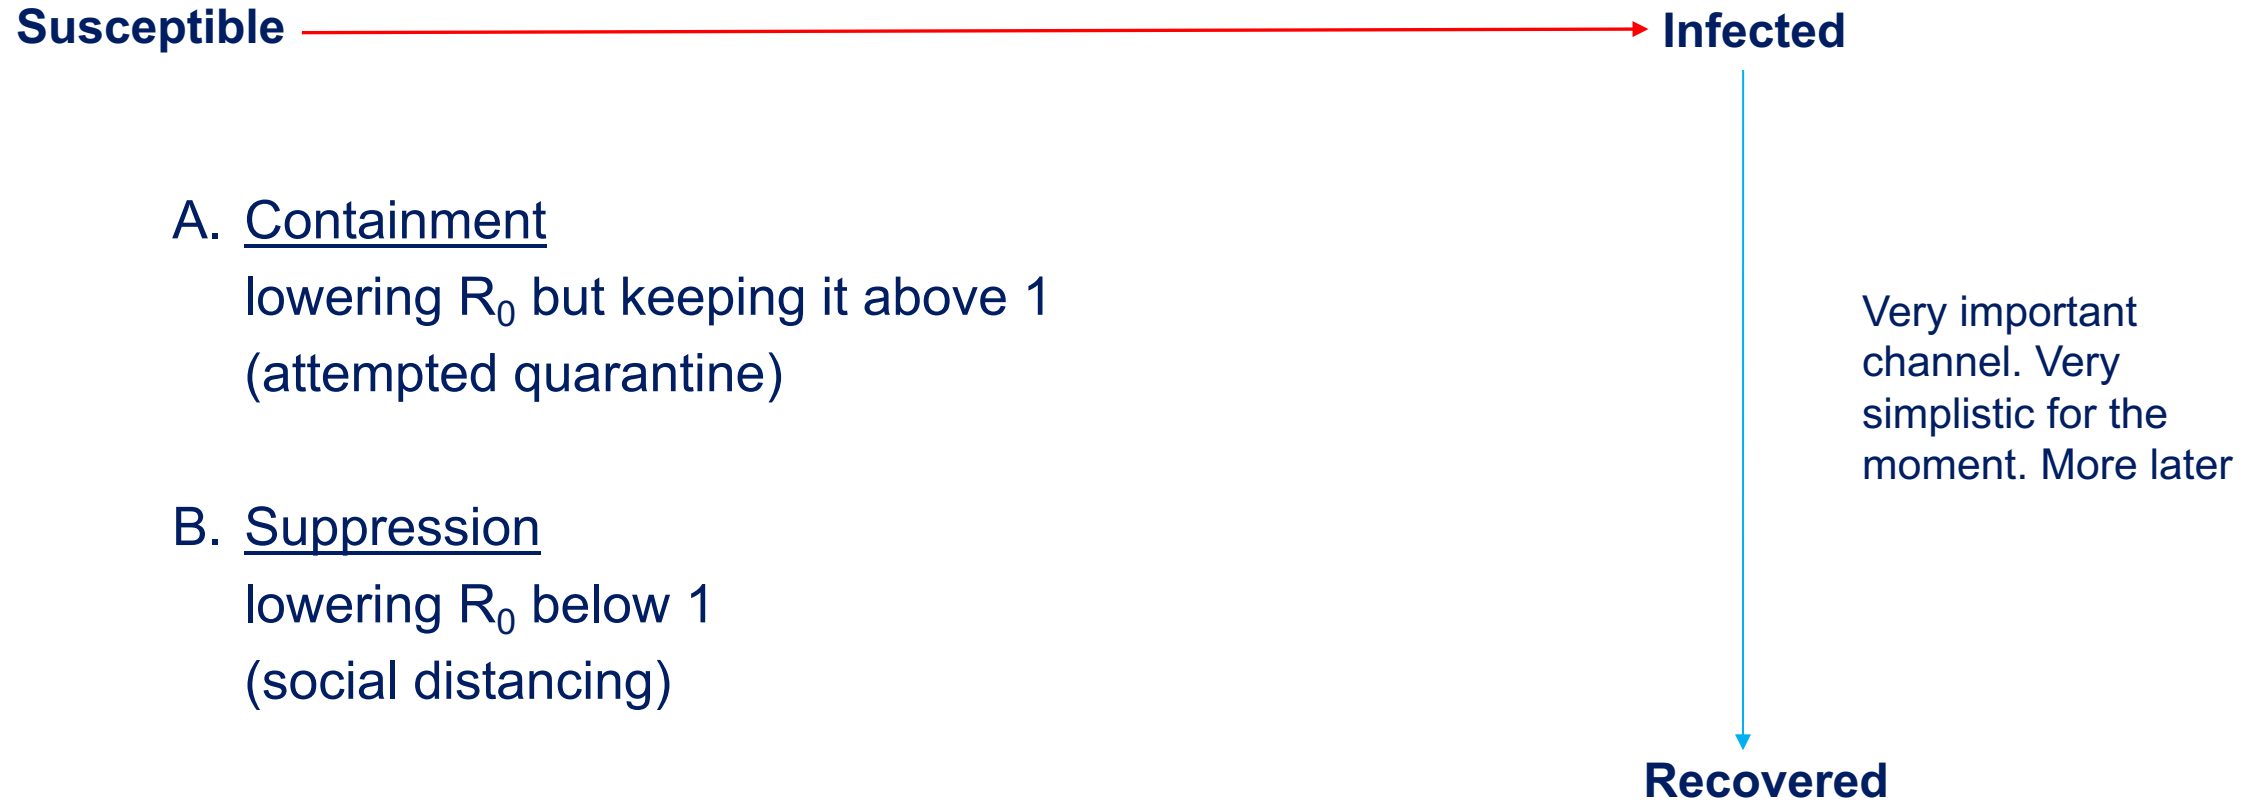 Susceptible
Infected
A. Containment
lowering R₀ but keeping it above 1
(attempted quarantine)
Very important
channel. Very
simplistic for the
moment. More later
B. Suppression
lowering R₀ below 1
(social distancing)
Recovered